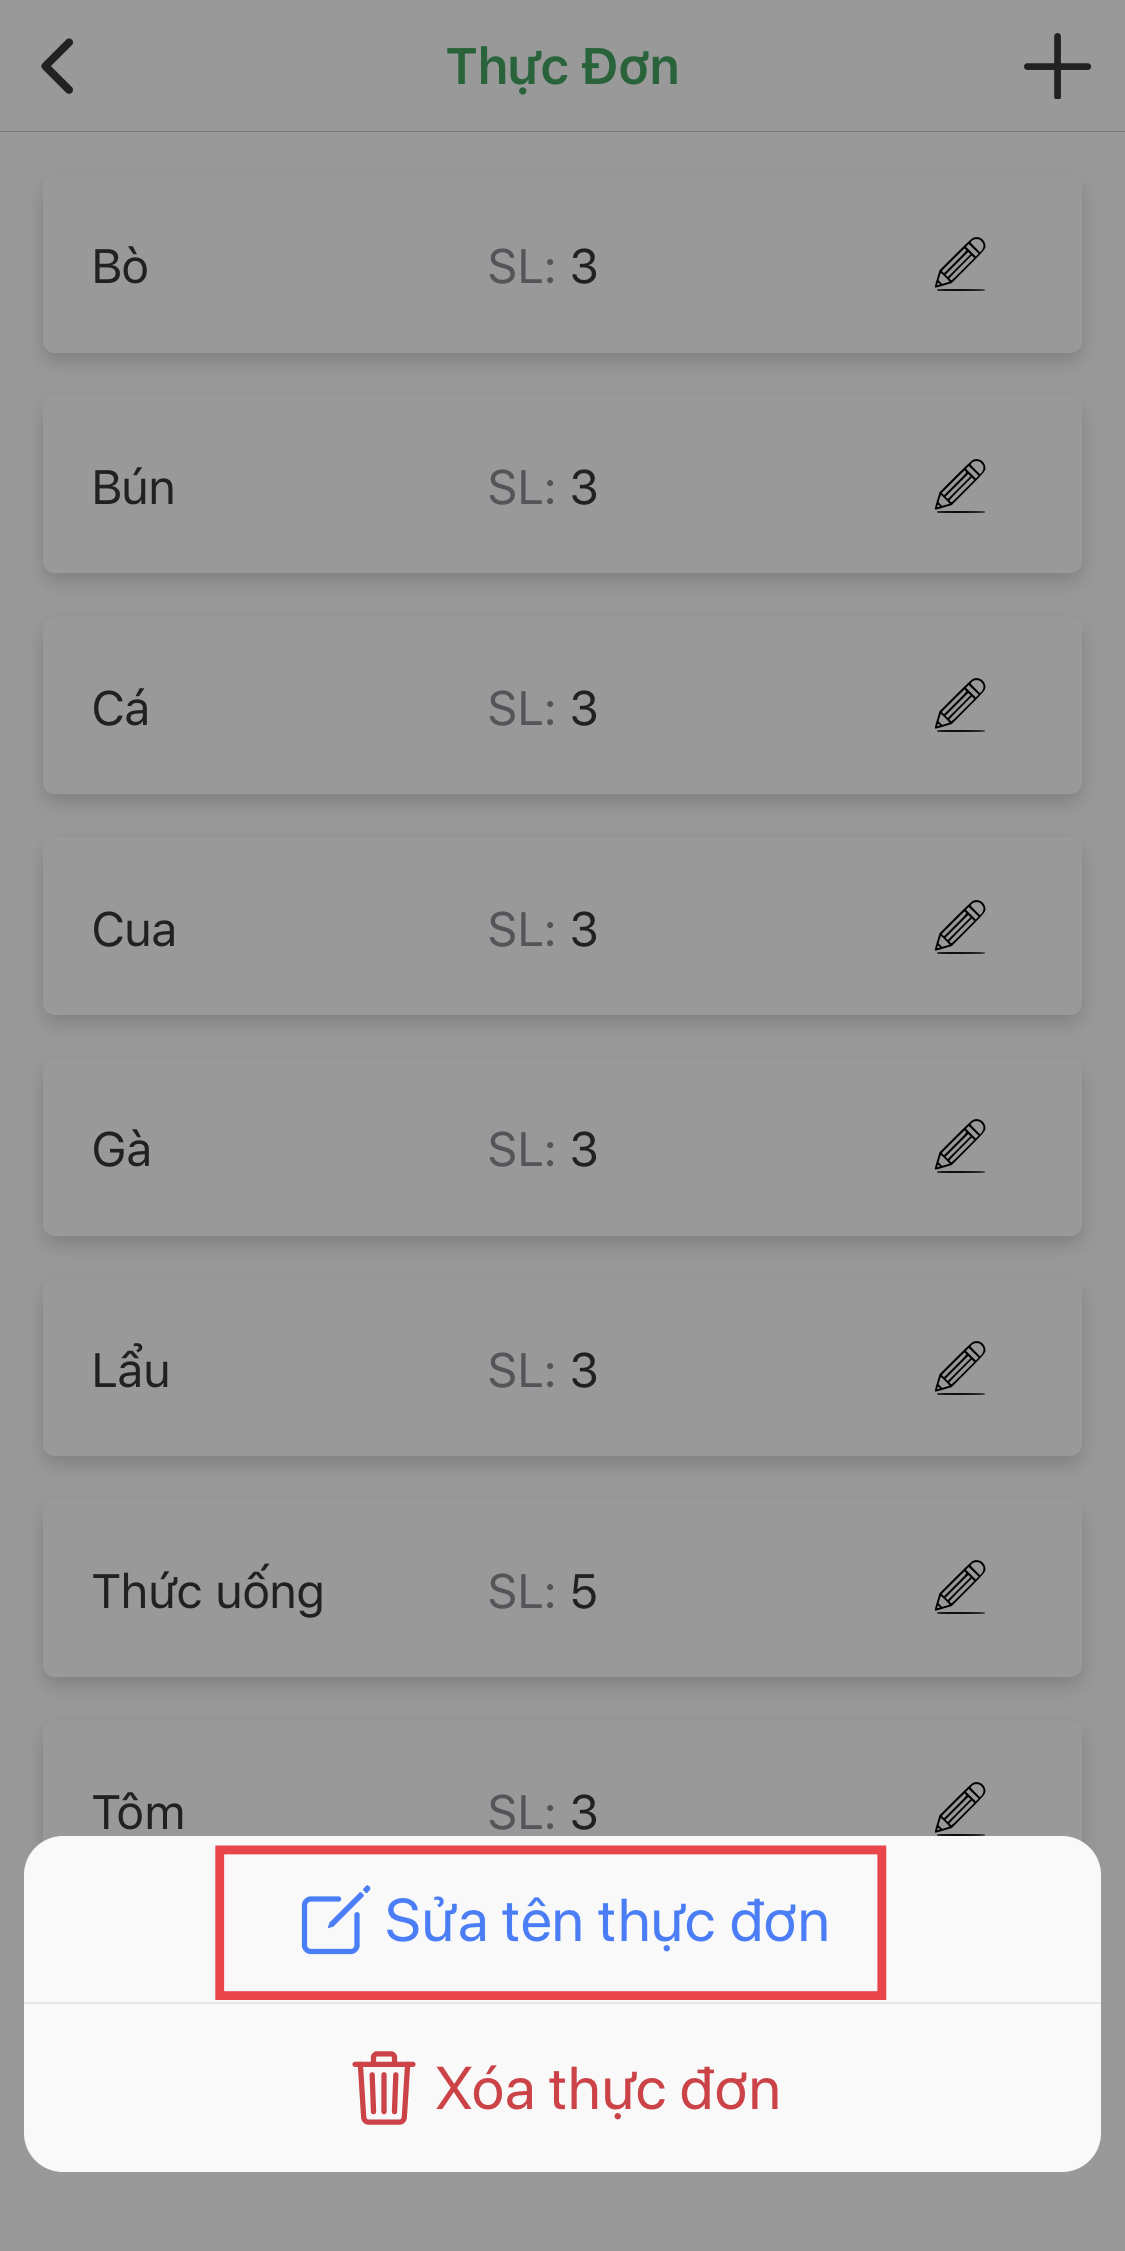 Thực Đơn
Bò SL: 3
Bún SL: 3
Cá SL: 3
Cua SL: 3
Gà SL: 3
Lẩu SL: 3
Thức uống SL: 5
Tôm SL: 3
Sửa tên thực đơn
Xóa thực đơn